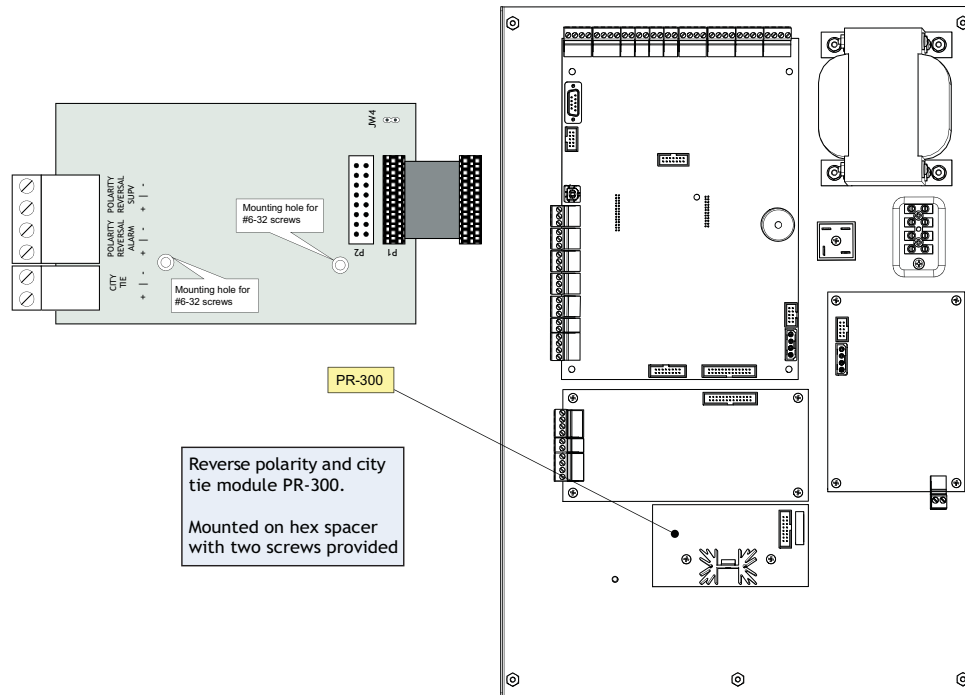 JW4
POLARITY
REVERSAL
SUPV
- | +
POLARITY
REVERSAL
ALARM
- | +
CITY
TIE
- | +
P2
P1
Mounting hole for
#6-32 screws
Mounting hole for
#6-32 screws
PR-300
Reverse polarity and city
tie module PR-300.
Mounted on hex spacer
with two screws provided